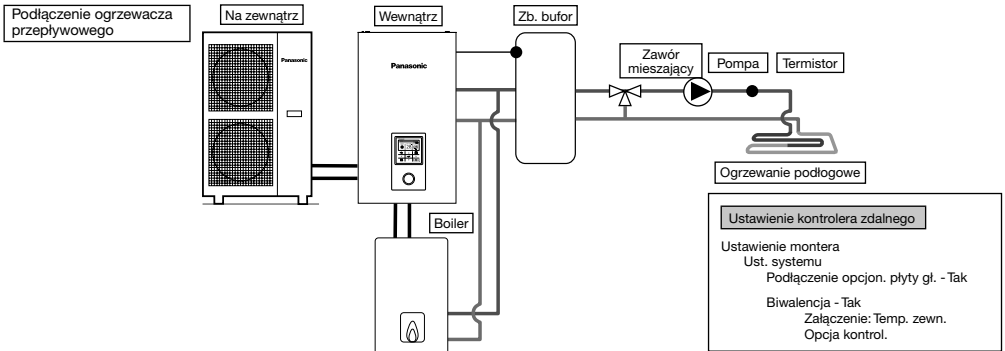 Podłączenie ogrzewacza
przepływowego
Na zewnątrz
Wewnątrz
Zb. bufor
Panasonic
Panasonic
Zawór
mieszający
Pompa
Termistor
Ogrzewanie podłogowe
Boiler
Ustawienie kontrolera zdalnego
Ustawienie montera
Ust. systemu
Podłączenie opcjon. płyty gł. - Tak
Biwalencja - Tak
Załączenie: Temp. zewn.
Opcja kontrol.